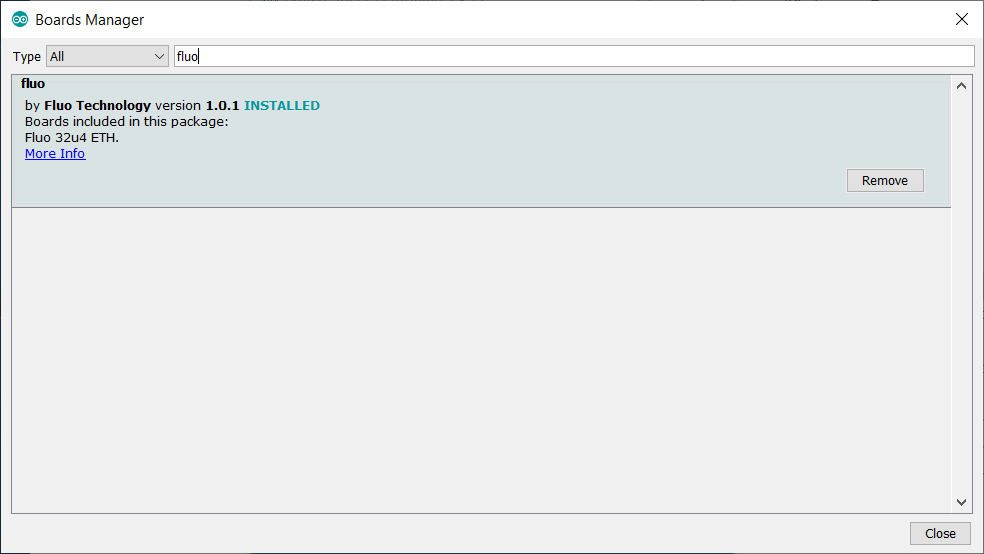 Boards Manager
Type All fluo
fluo
by Fluo Technology version 1.0.1 INSTALLED
Boards included in this package:
Fluo 32u4 ETH.
More Info
Remove
Close